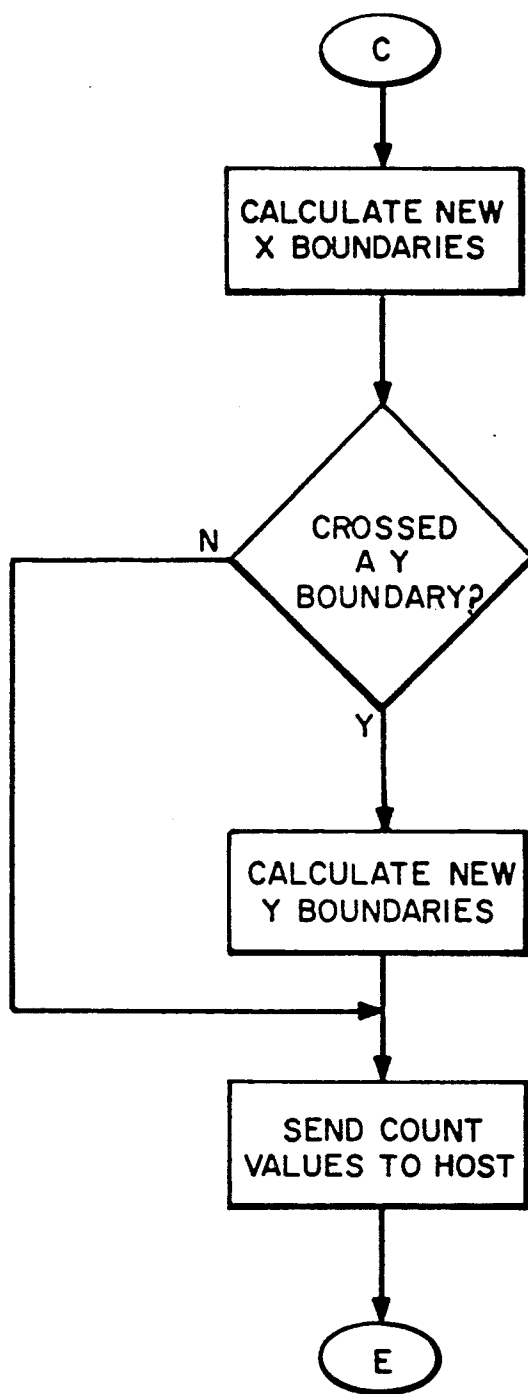 C
CALCULATE NEW
X BOUNDARIES
N
CROSSED
A Y
BOUNDARY?
Y
CALCULATE NEW
Y BOUNDARIES
SEND COUNT
VALUES TO HOST
E